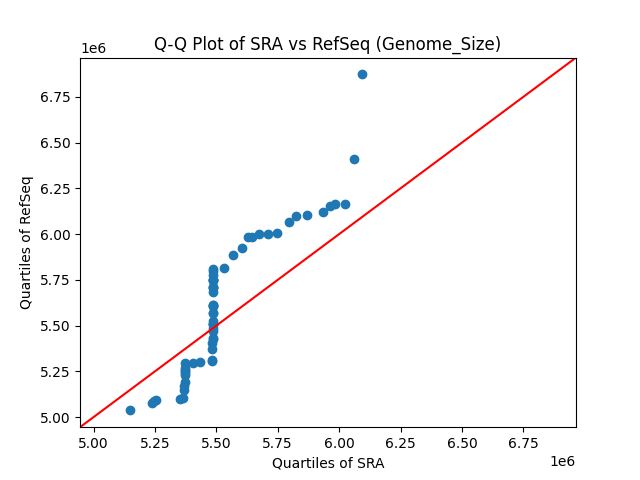 Q-Q Plot of SRA vs RefSeq (Genome_Size)
1e6
6.75
6.50
6.25
6.00
5.75
5.50
5.25
5.00
Quartiles of RefSeq
5.00 5.25 5.50 5.75 6.00 6.25 6.50 6.75
Quartiles of SRA
1e6